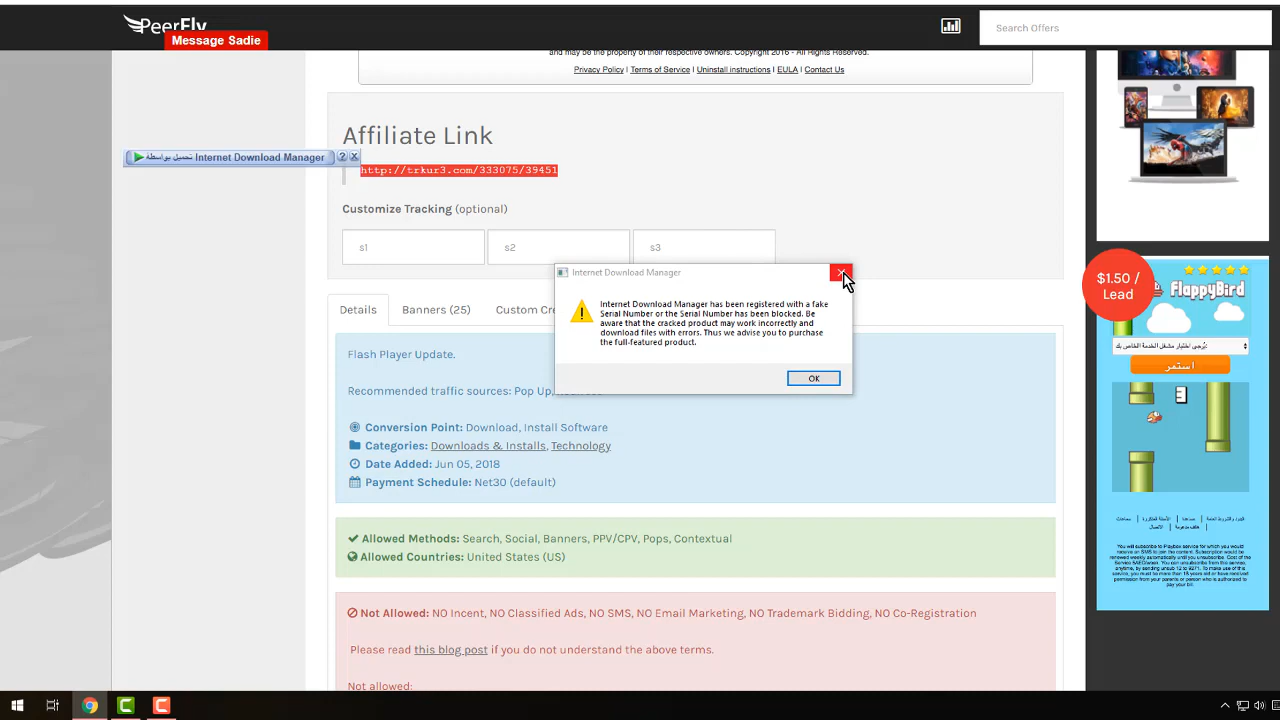 PeerFly
Search Offers
Message Sadie
and may be the property of their respective owners. Copyright 2016 - All Rights Reserved.
Privacy Policy | Terms of Service | Uninstall instructions | EULA | Contact Us
Affiliate Link
تحميل بواسطة Internet Download Manager
http://trkur3.com/333075/39451
Customize Tracking (optional)
s1
s2
s3
Internet Download Manager
Internet Download Manager has been registered with a fake
Serial Number or the Serial Number has been blocked. Be
aware that the cracked product may work incorrectly and
download files with errors. Thus we advise you to purchase
the full-featured product.
OK
Details
Banners (25)
Custom Cre
Flash Player Update.
Recommended traffic sources: Pop Up,
Conversion Point: Download, Install Software
Categories: Downloads & Installs, Technology
Date Added: Jun 05, 2018
Payment Schedule: Net30 (default)
Allowed Methods: Search, Social, Banners, PPV/CPV, Pops, Contextual
Allowed Countries: United States (US)
Not Allowed: NO Incent, NO Classified Ads, NO SMS, NO Email Marketing, NO Trademark Bidding, NO Co-Registration
Please read this blog post if you do not understand the above terms.
Not allowed:
$1.50 /
Lead
FlappyBird
يُرجى اختيار مشغل الخدمة الخاص بك
استمر
3